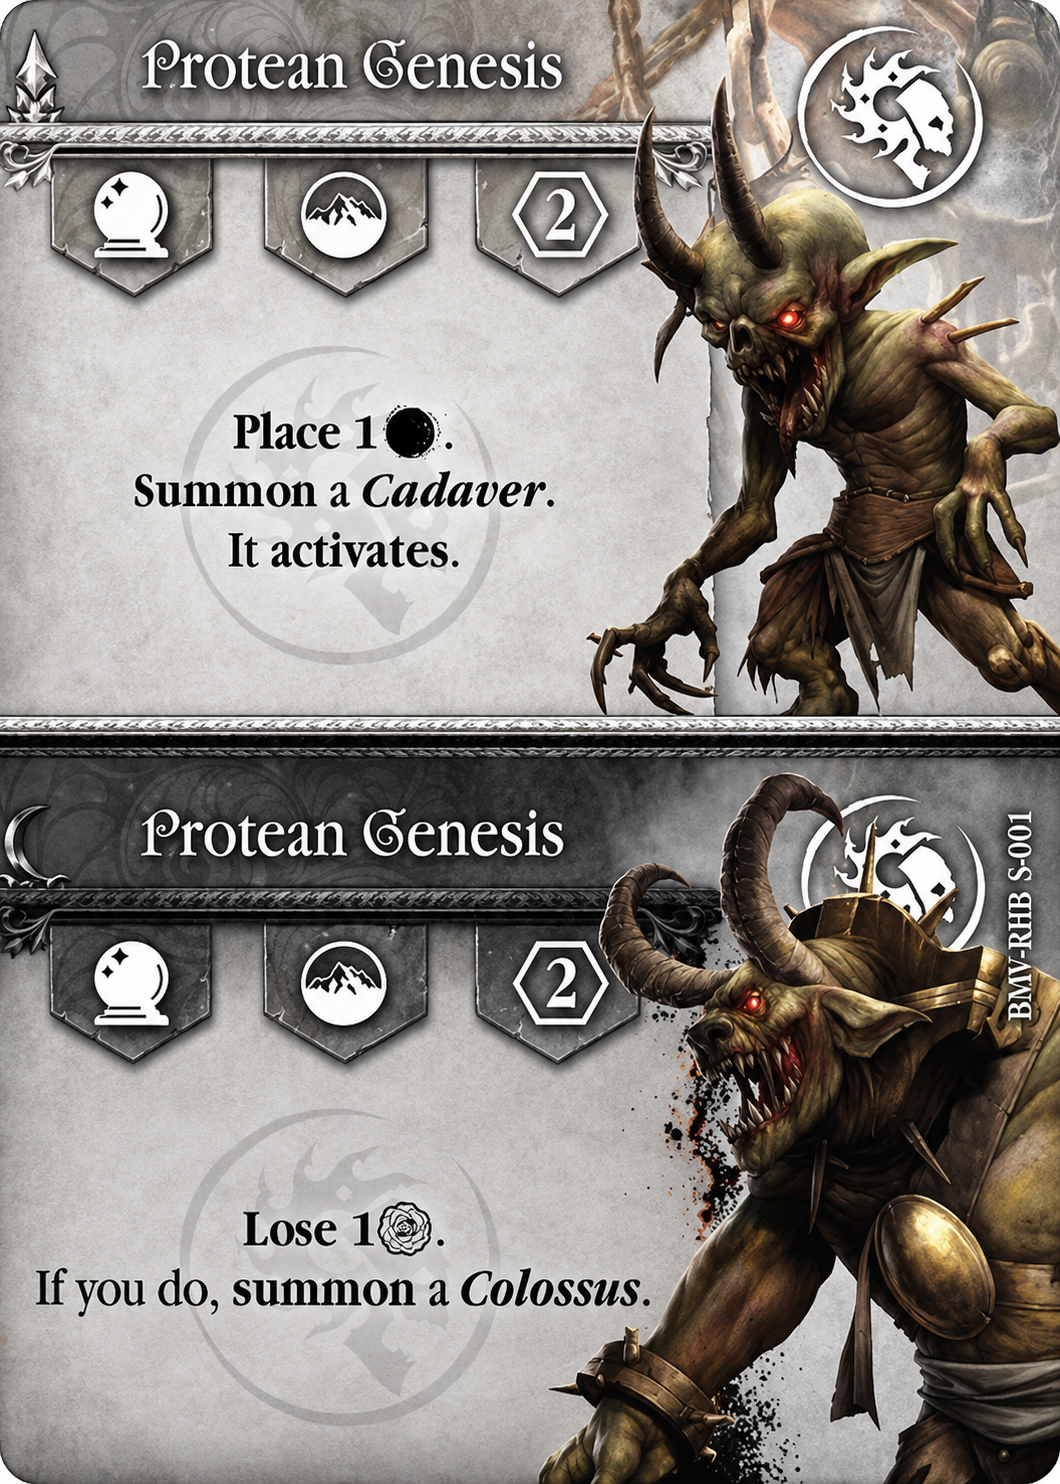 Protean Genesis
2
Place 1.
Summon a Cadaver.
It activates.
Protean Genesis
2
BMV-RHB S-001
Lose 1.
If you do, summon a Colossus.